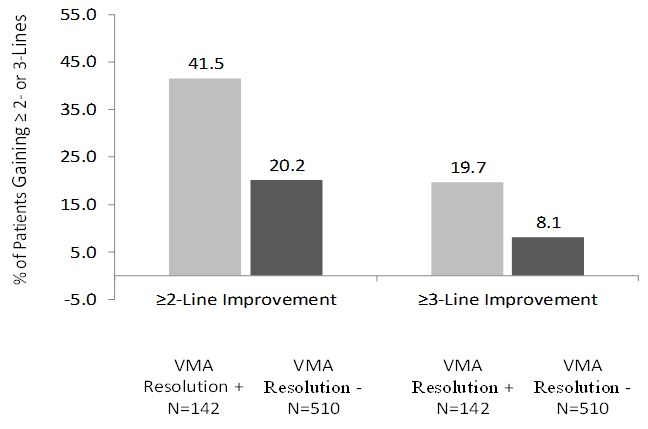 % of Patients Gaining ≥ 2- or 3-Lines
55.0
45.0
35.0
25.0
15.0
5.0
-5.0
41.5
20.2
19.7
8.1
≥2-Line Improvement
≥3-Line Improvement
VMA
Resolution +
N=142
VMA
Resolution -
N=510
VMA
Resolution +
N=142
VMA
Resolution -
N=510